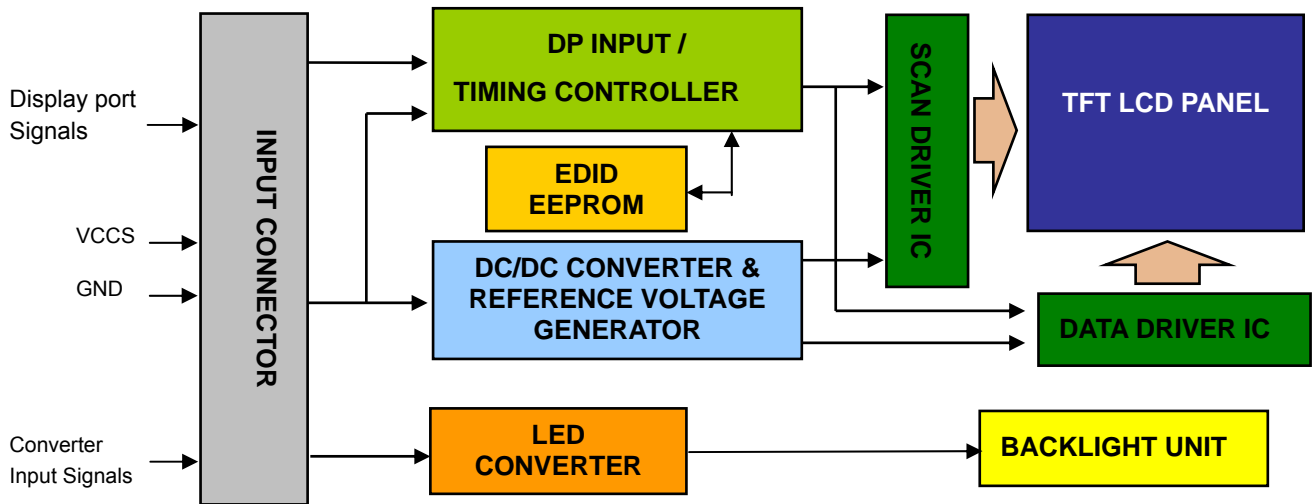 Display port
Signals
VCCS
GND
Converter
Input Signals
INPUT CONNECTOR
DP INPUT /
TIMING CONTROLLER
EDID
EEPROM
DC/DC CONVERTER &
REFERENCE VOLTAGE
GENERATOR
LED
CONVERTER
SCAN DRIVER IC
TFT LCD PANEL
DATA DRIVER IC
BACKLIGHT UNIT